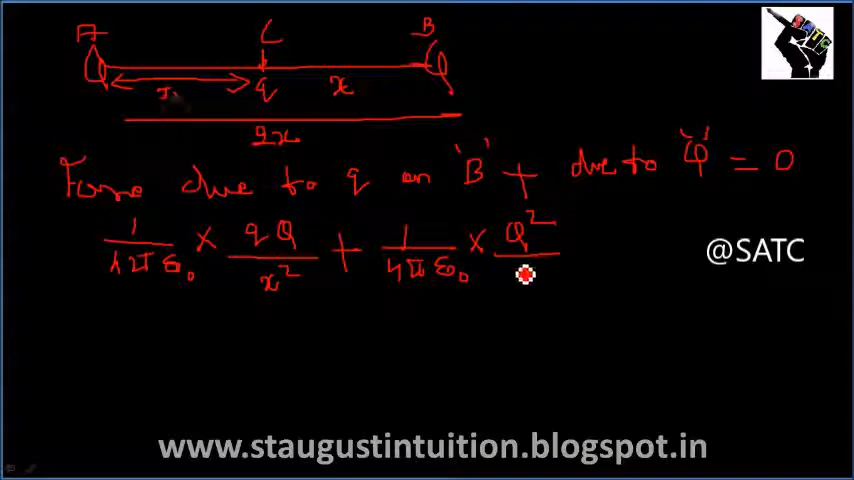 A C B
Q q x Q
x
2x
Force due to q on 'B' + due to 'Q' = 0
1/4πε₀ × qQ/x² + 1/4πε₀ × Q²/
SATC
@SATC
www.staugustintuition.blogspot.in